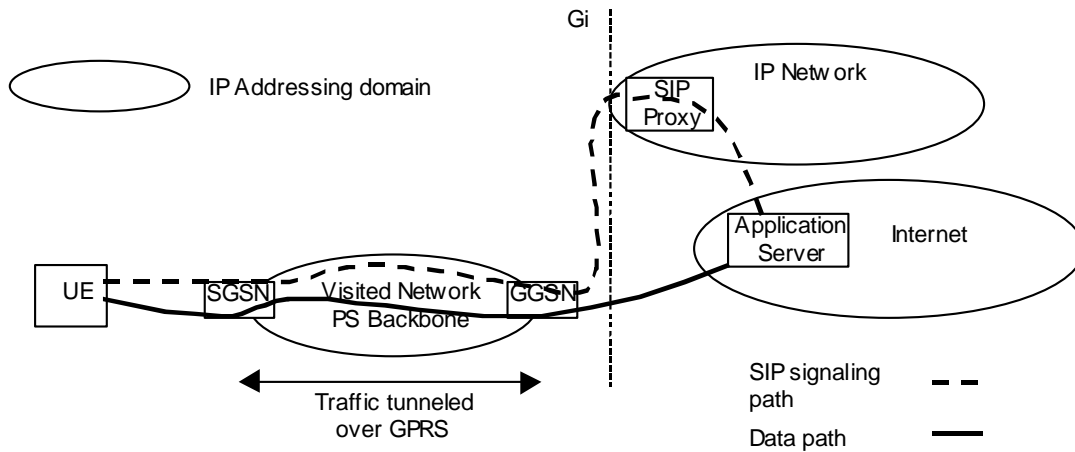 Gi
IP Addressing domain
IP Network
SIP
Proxy
Application
Server
Internet
UE
SGSN
Visited Network
PS Backbone
GGSN
Traffic tunneled
over GPRS
SIP signaling
path
Data path